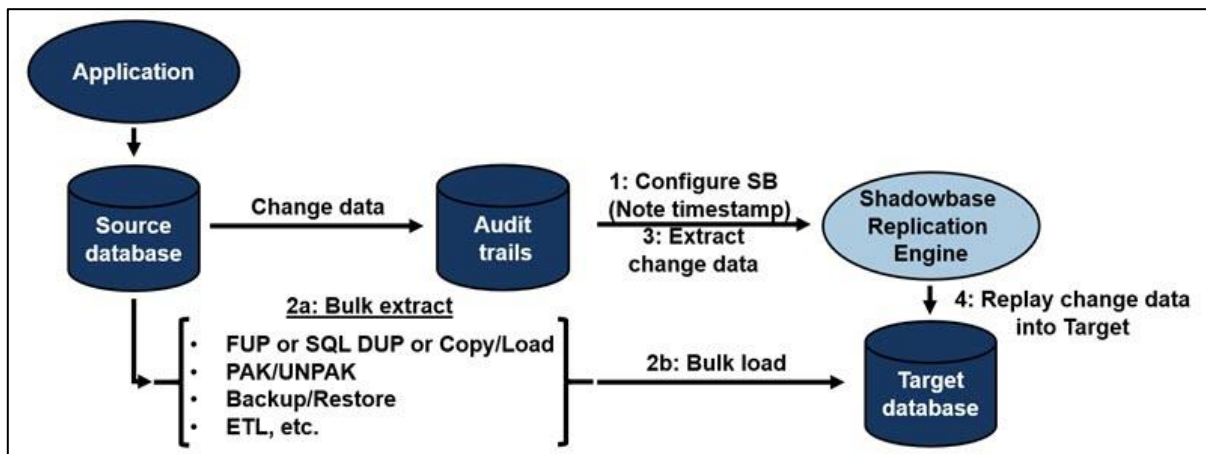 Application
Source
database
Change data
Audit
trails
1: Configure SB
(Note timestamp)
3: Extract
change data
Shadowbase
Replication
Engine
4: Replay change data
into Target
2a: Bulk extract
• FUP or SQL DUP or Copy/Load
• PAK/UNPAK
• Backup/Restore
• ETL, etc.
2b: Bulk load
Target
database